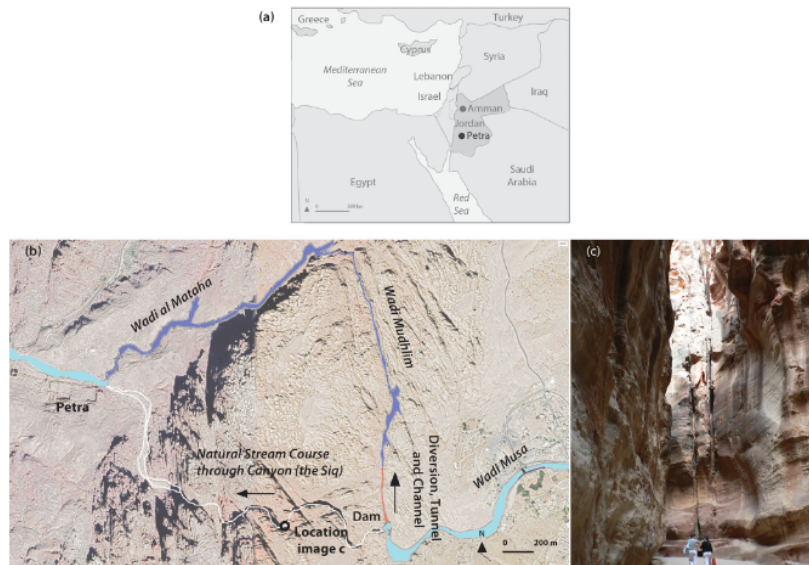 (a)
Greece
Turkey
Cyprus
Syria
Mediterranean
Sea
Lebanon
Israel
Iraq
Amman
Jordan
Petra
Egypt
Saudi
Arabia
Red
Sea
N
(b)
Wadi al Mataha
Wadi Mudhlim
Petra
Natural Stream Course
through Canyon (the Siq)
Diversion, Tunnel
and Channel
Wadi Musa
Dam
Location
image c
N
200 m
(c)